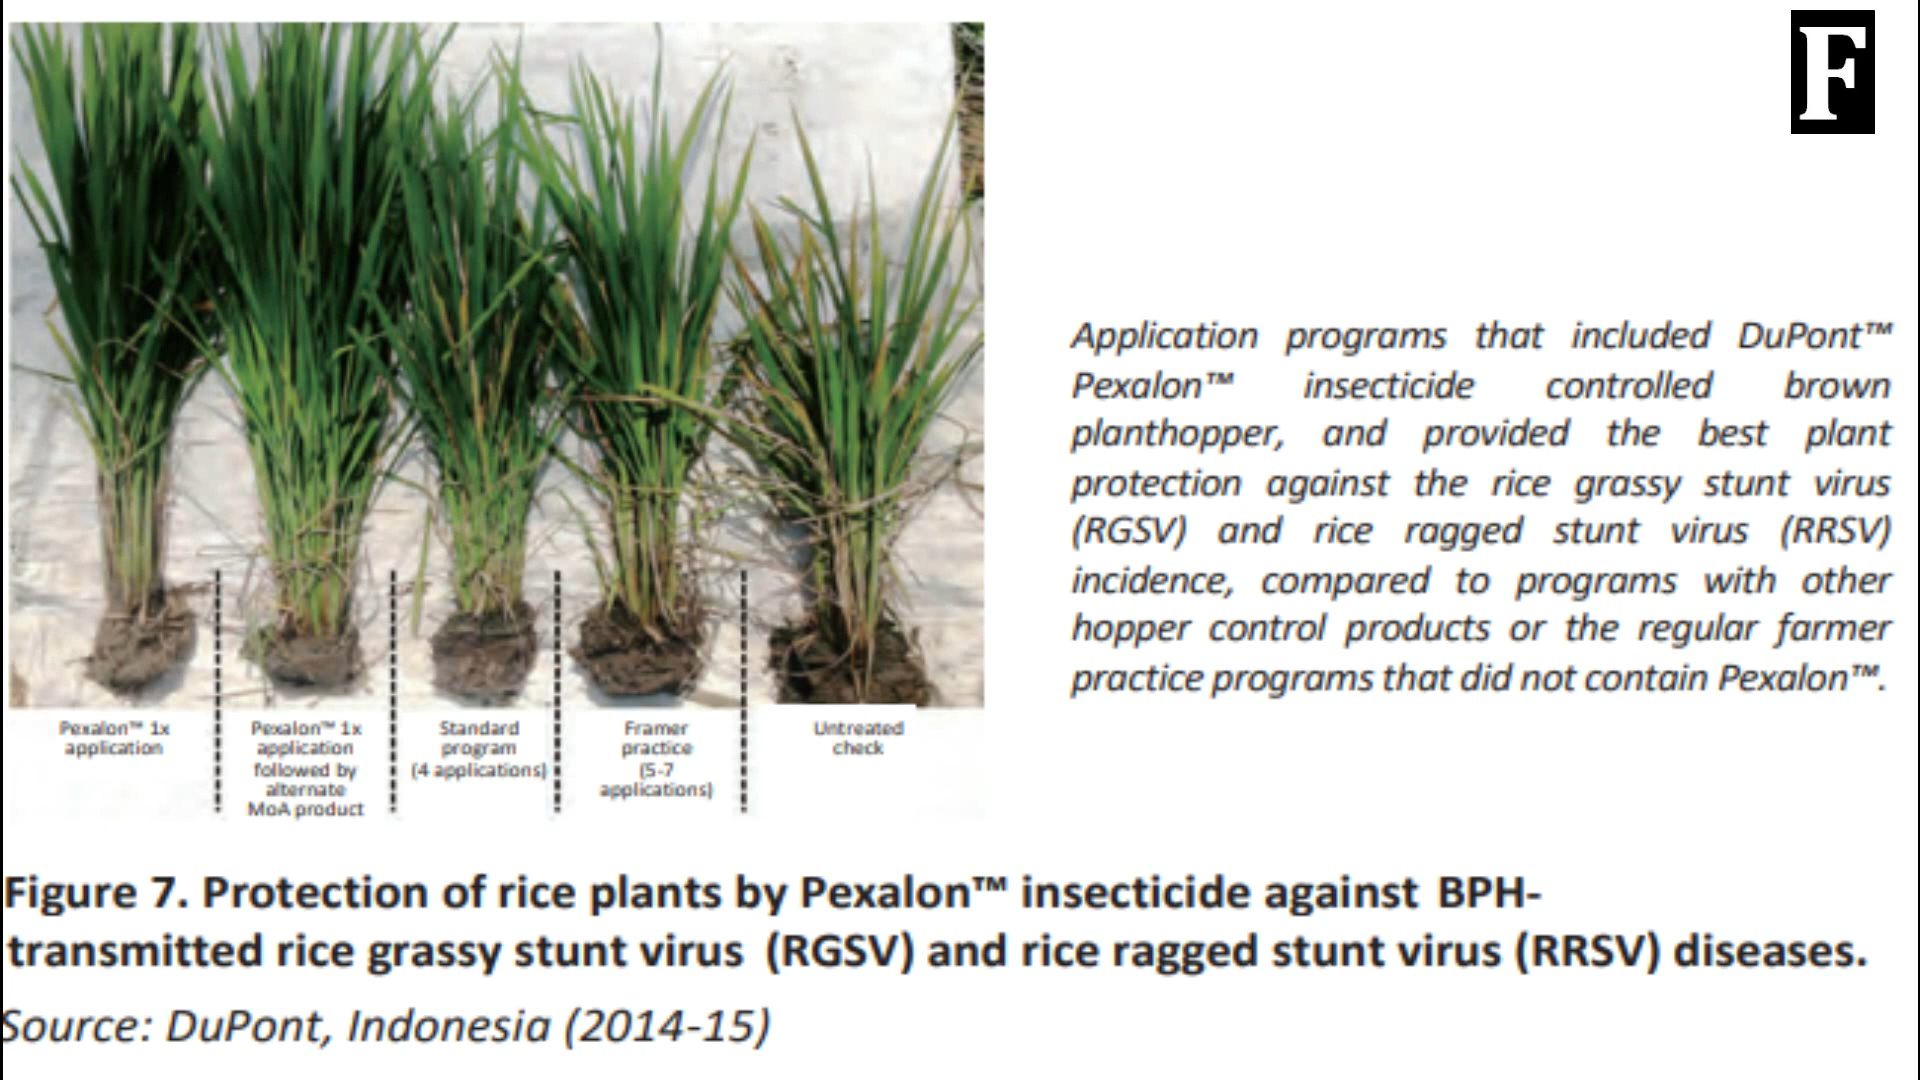 F
Application programs that included DuPont™
Pexalon™ insecticide controlled brown
planthopper, and provided the best plant
protection against the rice grassy stunt virus
(RGSV) and rice ragged stunt virus (RRSV)
incidence, compared to programs with other
hopper control products or the regular farmer
practice programs that did not contain Pexalon™.
Pexalon™ 1x
application
Pexalon™ 1x
application
followed by
alternate
MoA product
Standard
program
(4 applications)
Framer
practice
(5-7
applications)
Untreated
check
Figure 7. Protection of rice plants by Pexalon™ insecticide against BPH-
transmitted rice grassy stunt virus (RGSV) and rice ragged stunt virus (RRSV) diseases.
Source: DuPont, Indonesia (2014-15)